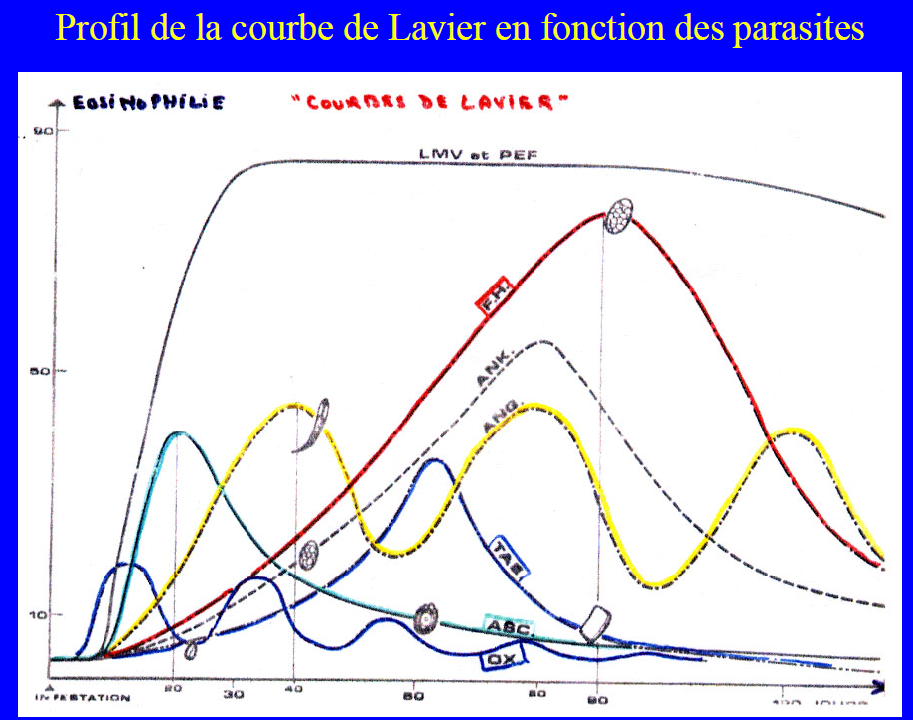 Profil de la courbe de Lavier en fonction des parasites
EOSINOPHILIE "COURBES DE LAVIER"
90
LMV et PEF
F.H.
50
ANK.
ANG.
TAE
10
ASC.
OX.
INFESTATION 20 30 40 60 80 90 120 JOURS